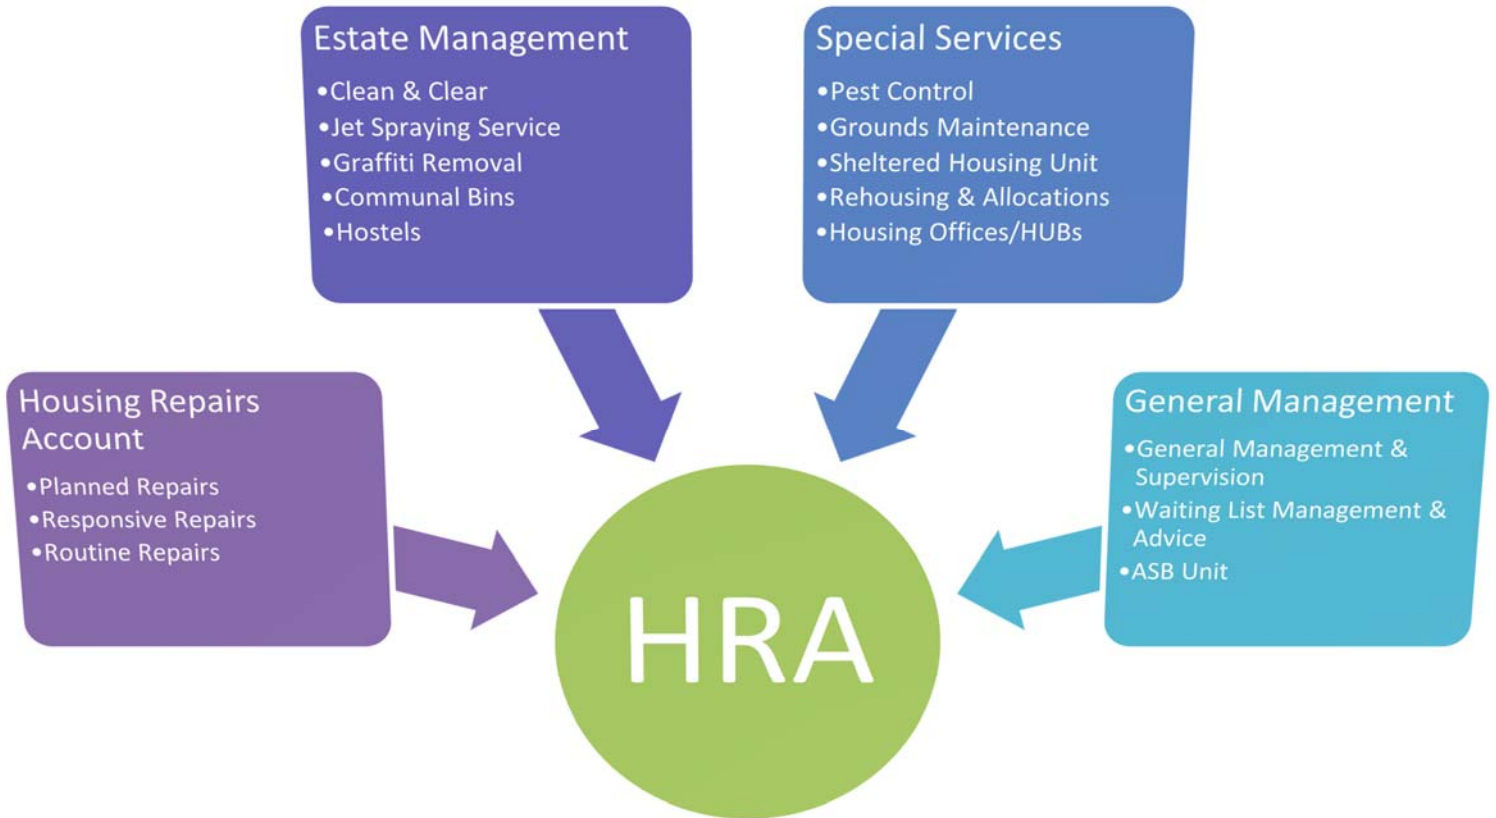 Estate Management
•Clean & Clear
•Jet Spraying Service
•Graffiti Removal
•Communal Bins
•Hostels
Special Services
•Pest Control
•Grounds Maintenance
•Sheltered Housing Unit
•Rehousing & Allocations
•Housing Offices/HUBs
Housing Repairs
Account
•Planned Repairs
•Responsive Repairs
•Routine Repairs
General Management
•General Management &
Supervision
•Waiting List Management &
Advice
•ASB Unit
HRA